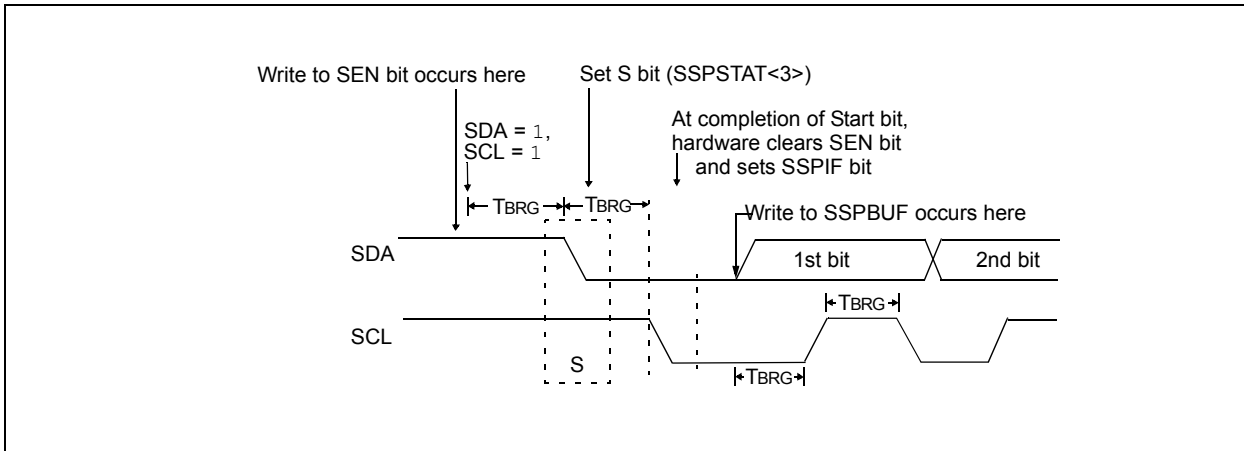 Write to SEN bit occurs here
Set S bit (SSPSTAT<3>)
SDA = 1,
SCL = 1
At completion of Start bit,
hardware clears SEN bit
and sets SSPIF bit
TBRG
TBRG
Write to SSPBUF occurs here
SDA
1st bit
2nd bit
TBRG
SCL
S
TBRG